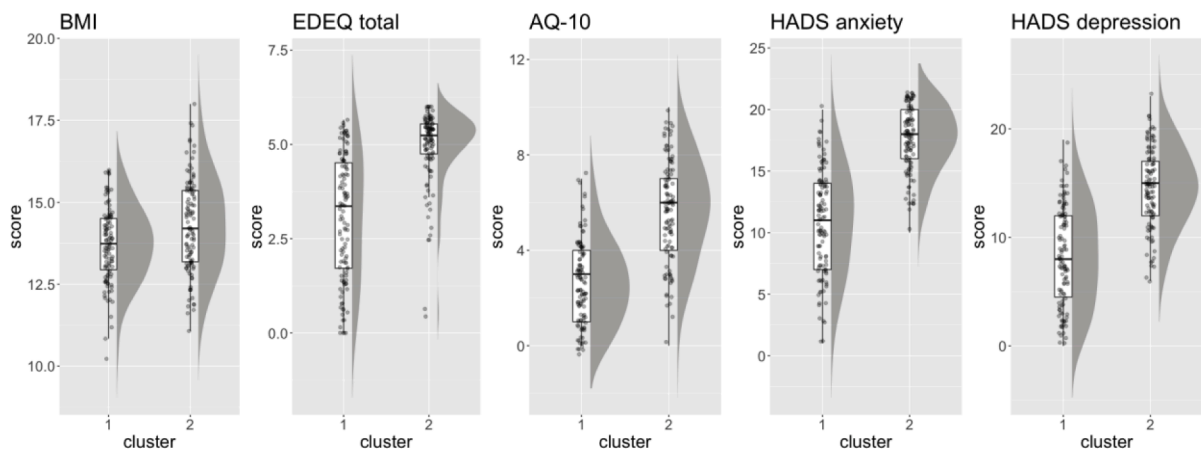 BMI
EDEQ total
AQ-10
HADS anxiety
HADS depression
score
20.0
17.5
15.0
12.5
10.0
1
2
cluster
score
7.5
5.0
2.5
0.0
1
2
cluster
score
12
8
4
0
1
2
cluster
score
25
20
15
10
5
0
1
2
cluster
score
20
10
0
1
2
cluster